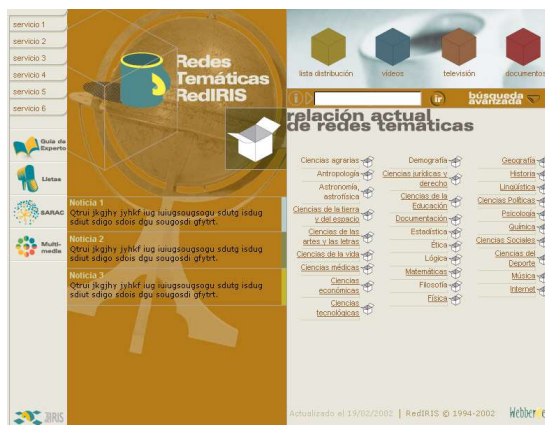 servicio 1
servicio 2
servicio 3
servicio 4
servicio 5
servicio 6
Guía de
Experto
Listas
SARAC
Multi-
media
IRIS
Redes
Temáticas
RedIRIS
Noticia 1
Qtrui jkgjhy jyhkf iug iuiugsougsogu sdutg isdug
sdiut sdigo sdois dgu sougosdi gfytrt.
Noticia 2
Qtrui jkgjhy jyhkf iug iuiugsougsogu sdutg isdug
sdiut sdigo sdois dgu sougosdi gfytrt.
Noticia 3
Qtrui jkgjhy jyhkf iug iuiugsougsogu sdutg isdug
sdiut sdigo sdois dgu sougosdi gfytrt.
lista distribución
vídeos
televisión
documentos
ir
búsqueda
avanzada
relación actual
de redes temáticas
Ciencias agrarias
Antropología
Astronomía,
astrofísica
Ciencias de la tierra
y del espacio
Ciencias de las
artes y las letras
Ciencias de la vida
Ciencias médicas
Ciencias
económicas
Ciencias
tecnológicas
Demografía
Ciencias jurídicas y
derecho
Ciencias de la
Educación
Documentación
Estadística
Ética
Lógica
Matemáticas
Filosofía
Física
Geografía
Historia
Lingüística
Ciencias Políticas
Psicología
Química
Ciencias Sociales
Ciencias del
Deporte
Música
Internet
Actualizado el 19/02/2002 | RedIRIS © 1994-2002